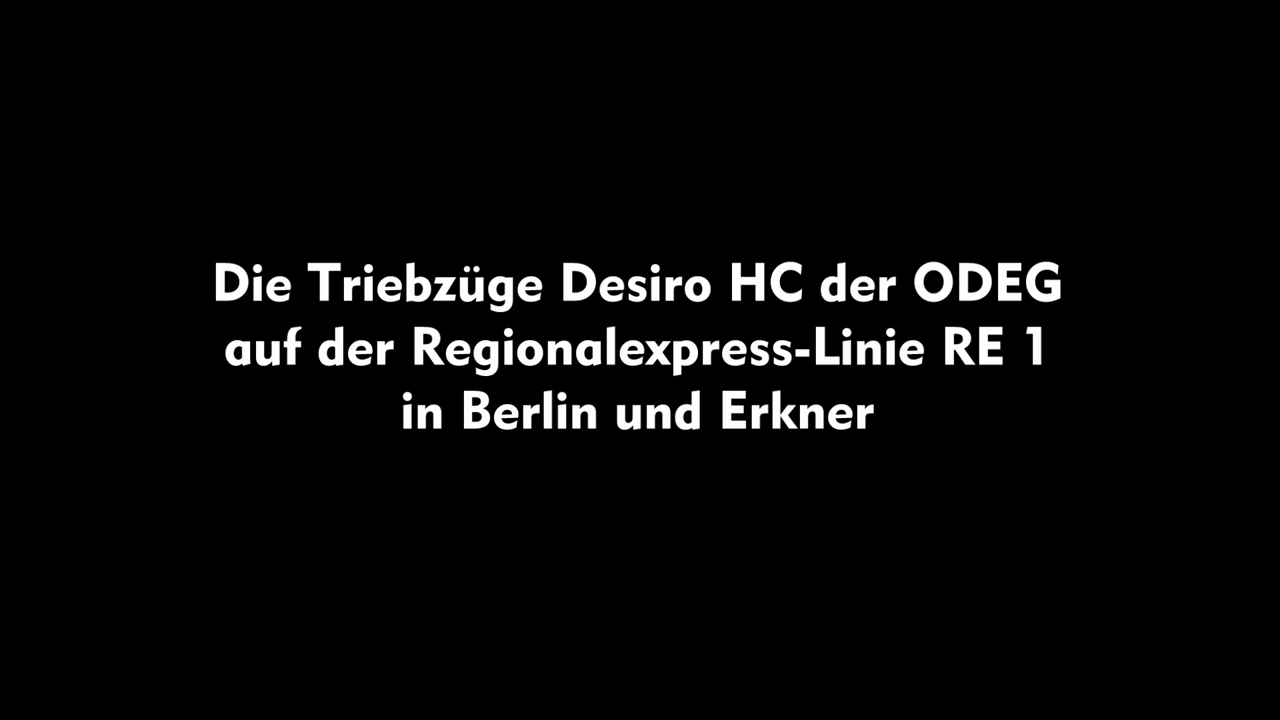 Die Triebzüge Desiro HC der ODEG
auf der Regionalexpress-Linie RE 1
in Berlin und Erkner